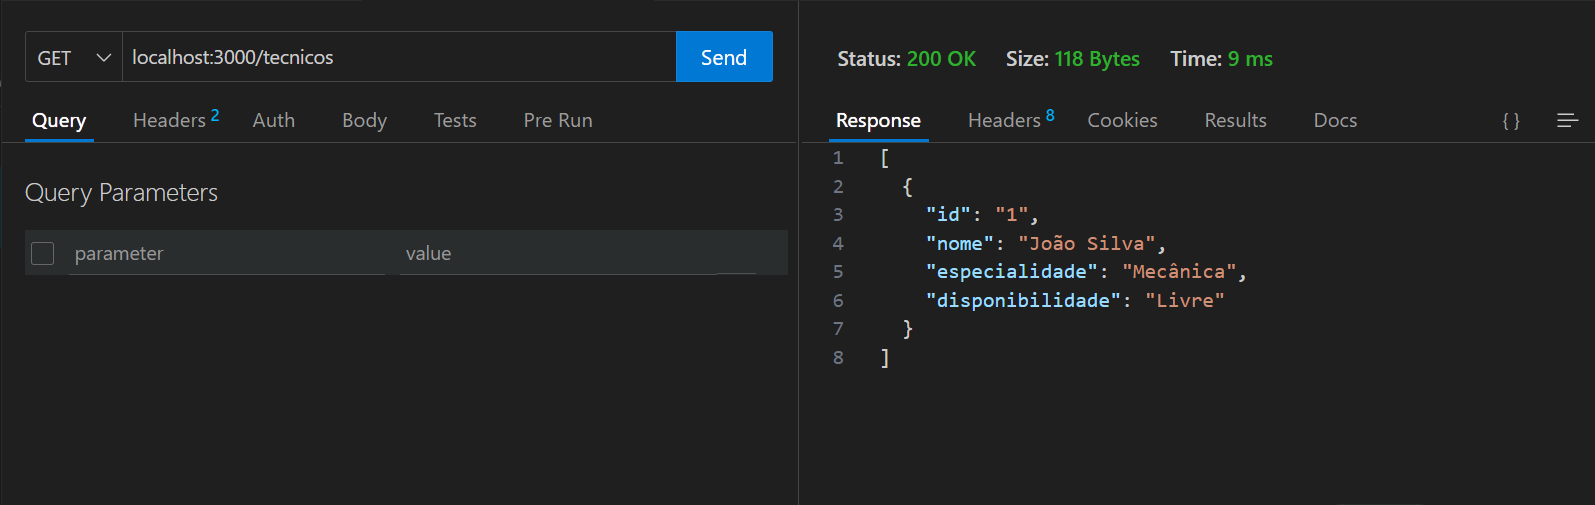 GET localhost:3000/tecnicos Send
Query Headers 2 Auth Body Tests Pre Run
Query Parameters
parameter value
Status: 200 OK Size: 118 Bytes Time: 9 ms
Response Headers 8 Cookies Results Docs { }
1 [
2 {
3 "id": "1",
4 "nome": "João Silva",
5 "especialidade": "Mecânica",
6 "disponibilidade": "Livre"
7 }
8 ]